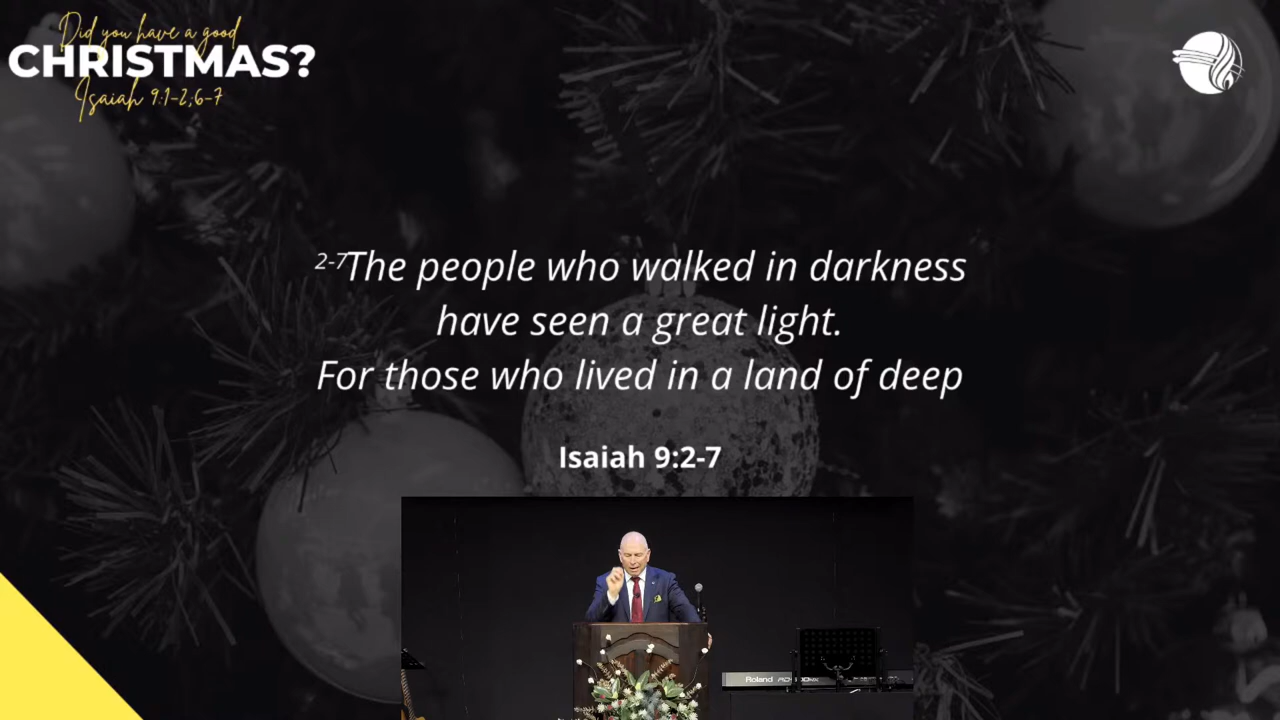 Did you have a good
CHRISTMAS?
Isaiah 9:1-2;6-7
2-7The people who walked in darkness
have seen a great light.
For those who lived in a land of deep
Isaiah 9:2-7
Roland